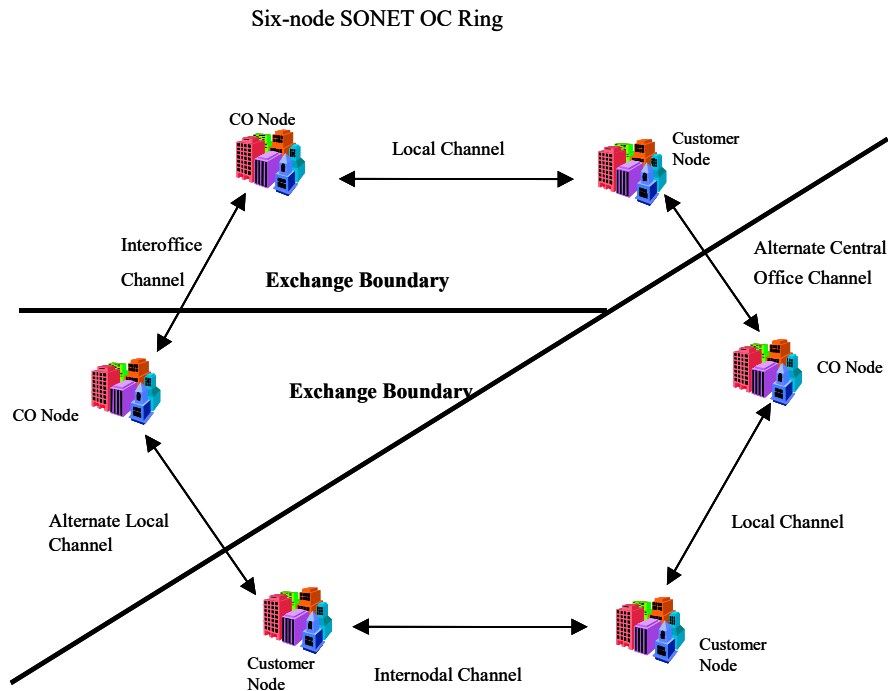 Six-node SONET OC Ring
CO Node
Local Channel
Customer
Node
Interoffice
Channel
Exchange Boundary
Alternate Central
Office Channel
Exchange Boundary
CO Node
CO Node
Alternate Local
Channel
Local Channel
Customer
Node
Internodal Channel
Customer
Node